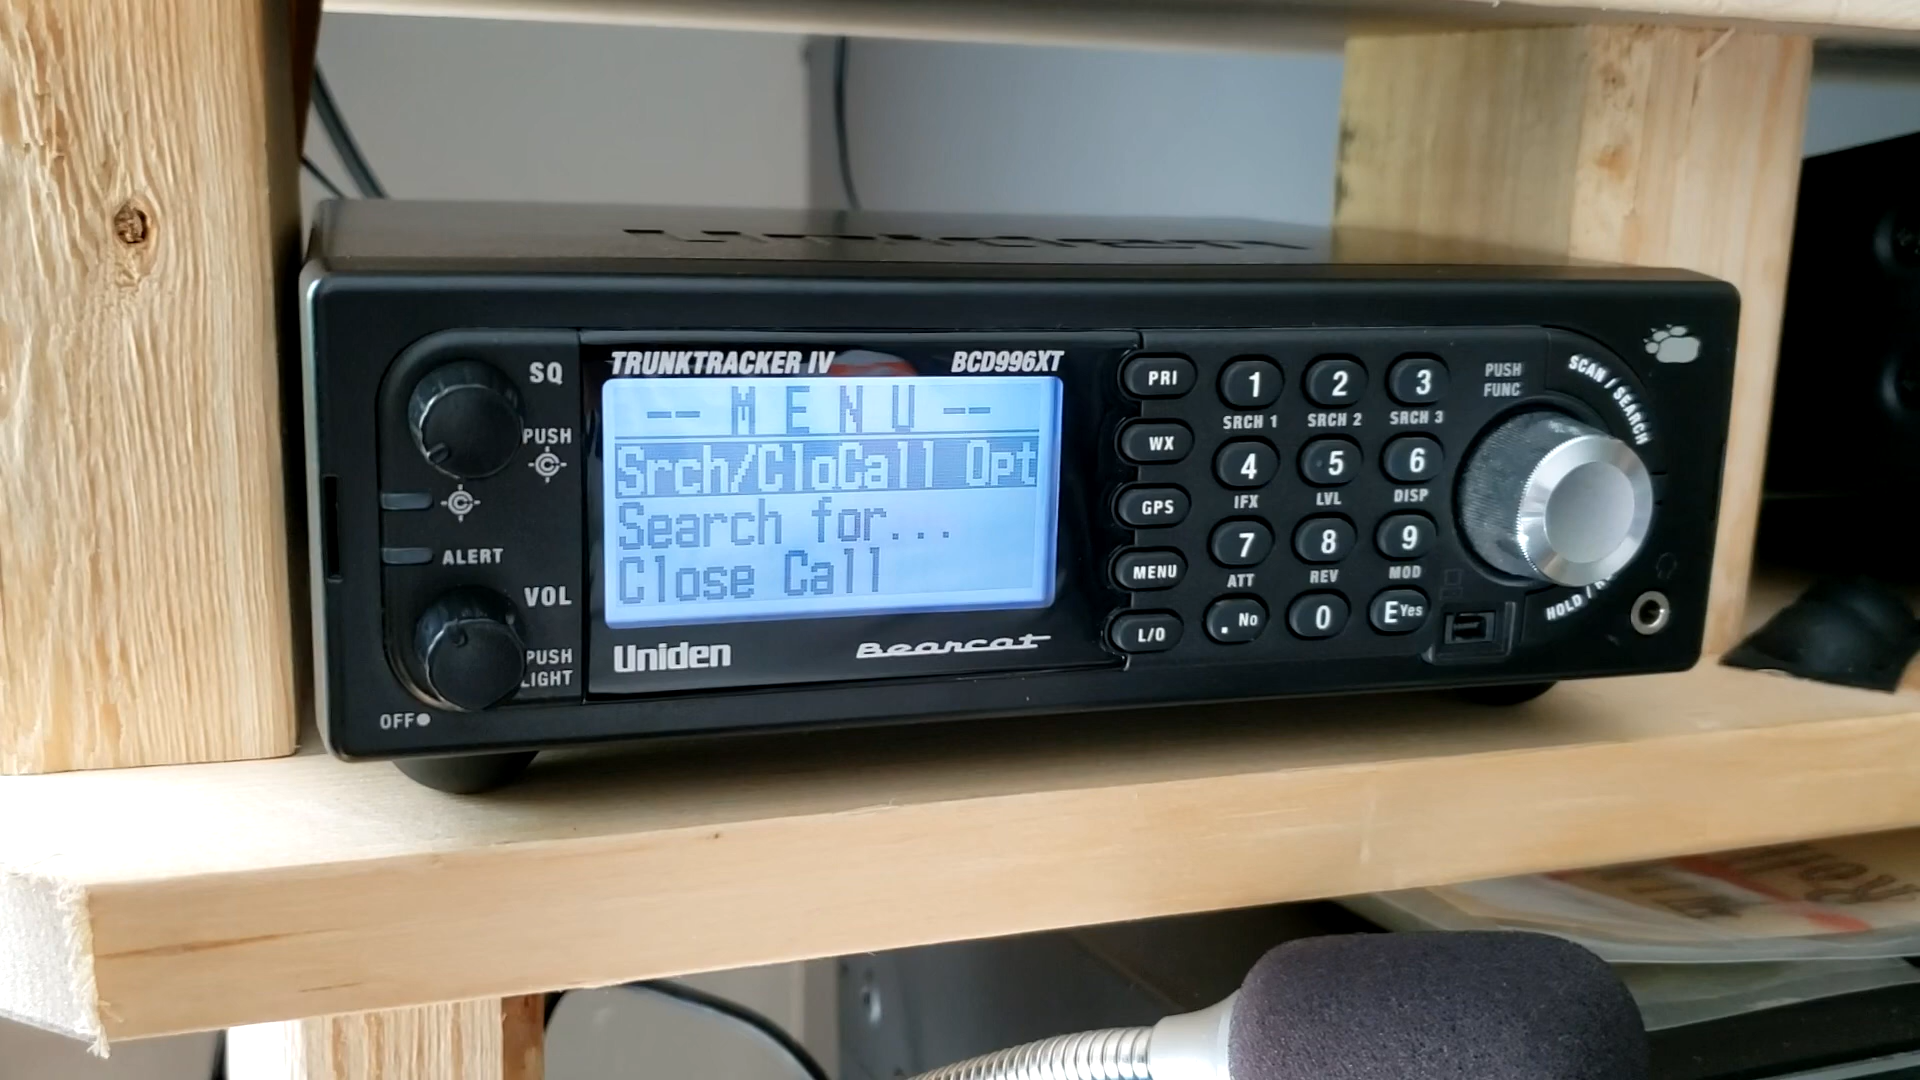 TRUNKTRACKER IV
BCD996XT
-- M E N U --
Srch/CloCall Opt
Search for...
Close Call
Uniden
Bearcat
SQ
PUSH
ALERT
VOL
PUSH
LIGHT
OFF
PRI
WX
GPS
MENU
L/O
1 2 3
SRCH 1 SRCH 2 SRCH 3
4 5 6
IFX LVL DISP
7 8 9
ATT REV MOD
. No 0 E Yes
PUSH
FUNC
SCAN / SEARCH
HOLD /